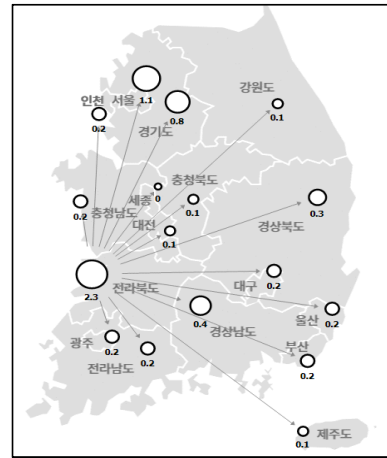 강원도
인천 서울
1.1
0.1
0.2
0.8
경기도
충청북도
세종
0
0.2
충청남도
0.1
0.3
대전
0.1
경상북도
전라북도
대구
2.3
0.2
0.4
경상남도
울산
0.2
광주
부산
0.2
0.2
전라남도
0.2
제주도
0.1